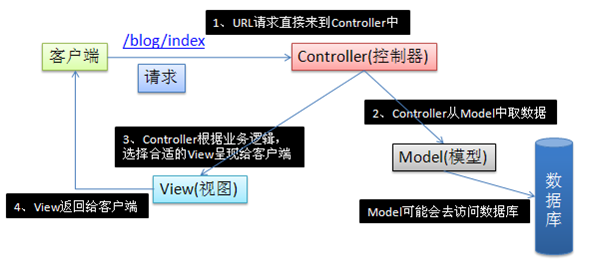 1、URL请求直接来到Controller中
/blog/index
客户端
Controller(控制器)
请求
2、Controller从Model中取数据
3、Controller根据业务逻辑，
选择合适的View呈现给客户端
Model(模型)
View(视图)
数据库
4、View返回给客户端
Model可能会去访问数据库